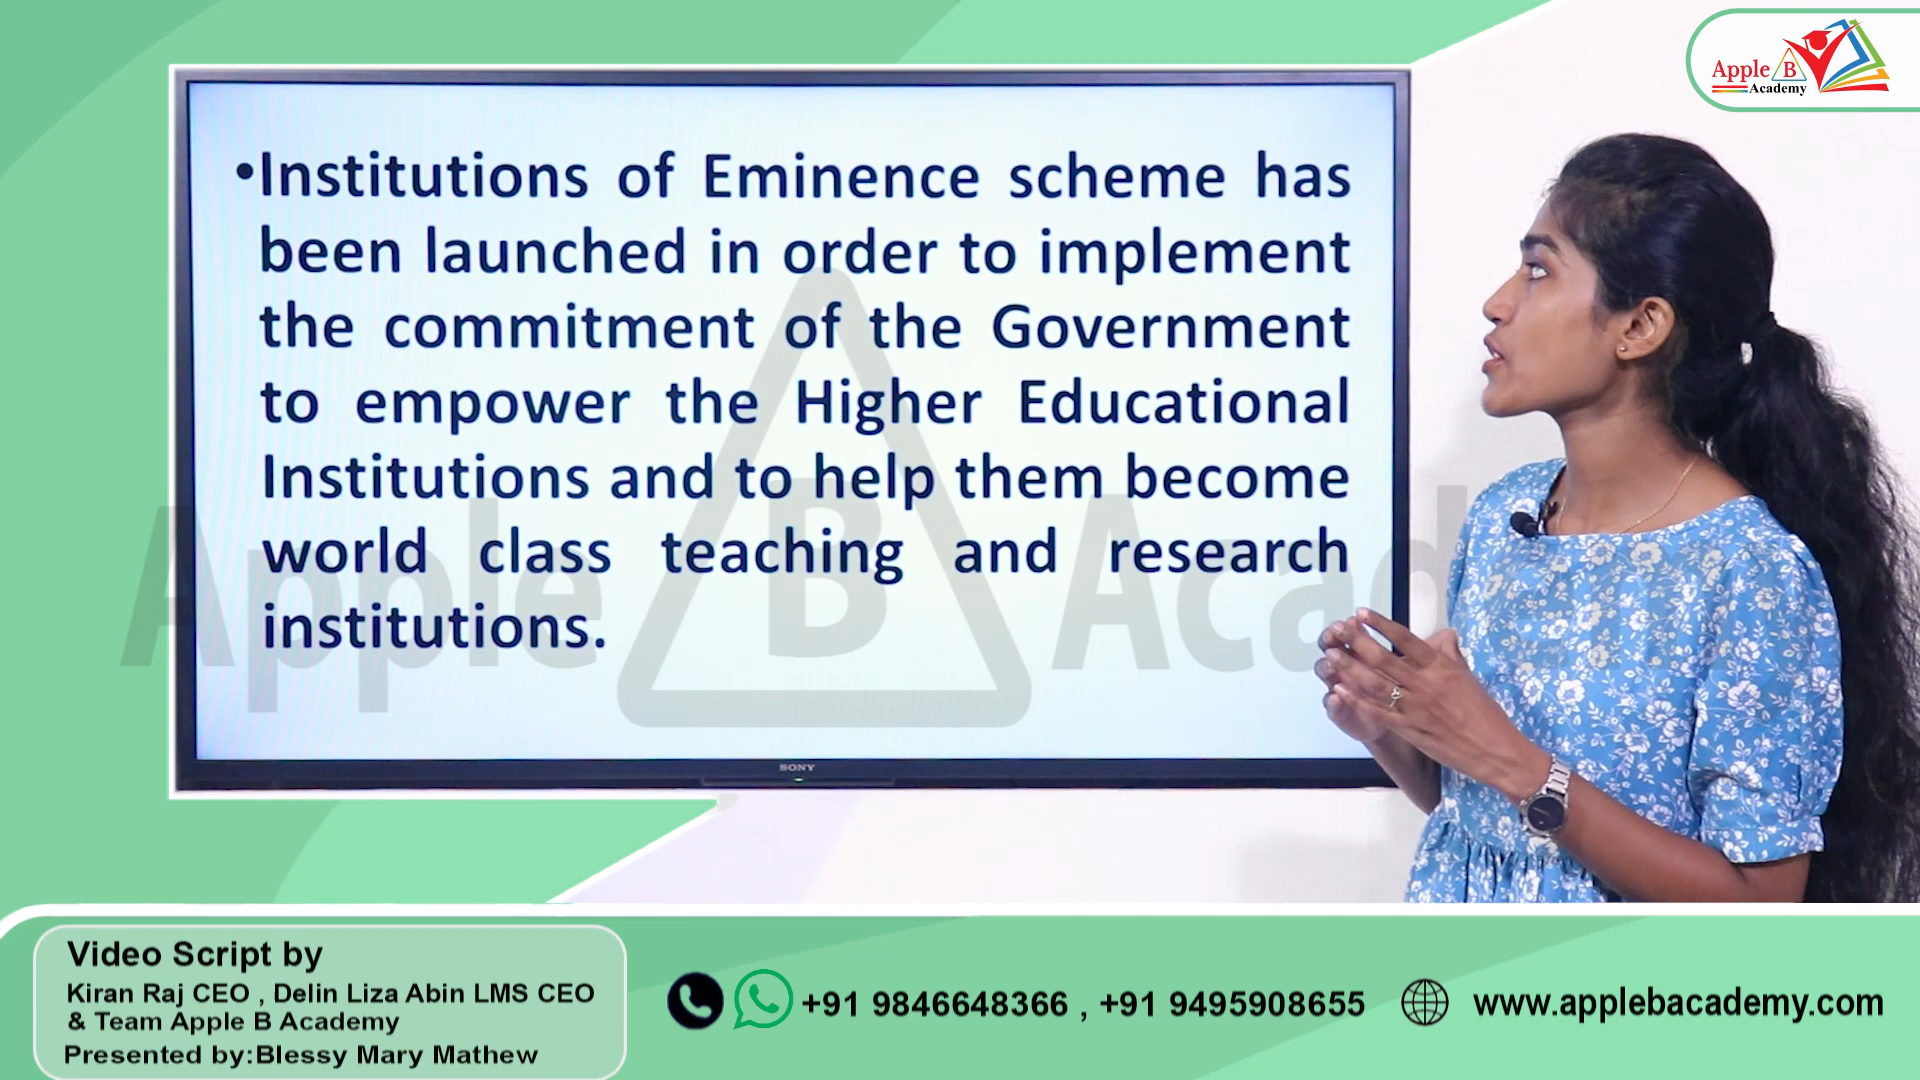 Apple B
Academy
•Institutions of Eminence scheme has
been launched in order to implement
the commitment of the Government
to empower the Higher Educational
Institutions and to help them become
world class teaching and research
institutions.
Apple B Acad
SONY
Video Script by
Kiran Raj CEO , Delin Liza Abin LMS CEO
& Team Apple B Academy
Presented by:Blessy Mary Mathew
+91 9846648366 , +91 9495908655
www.applebacademy.com